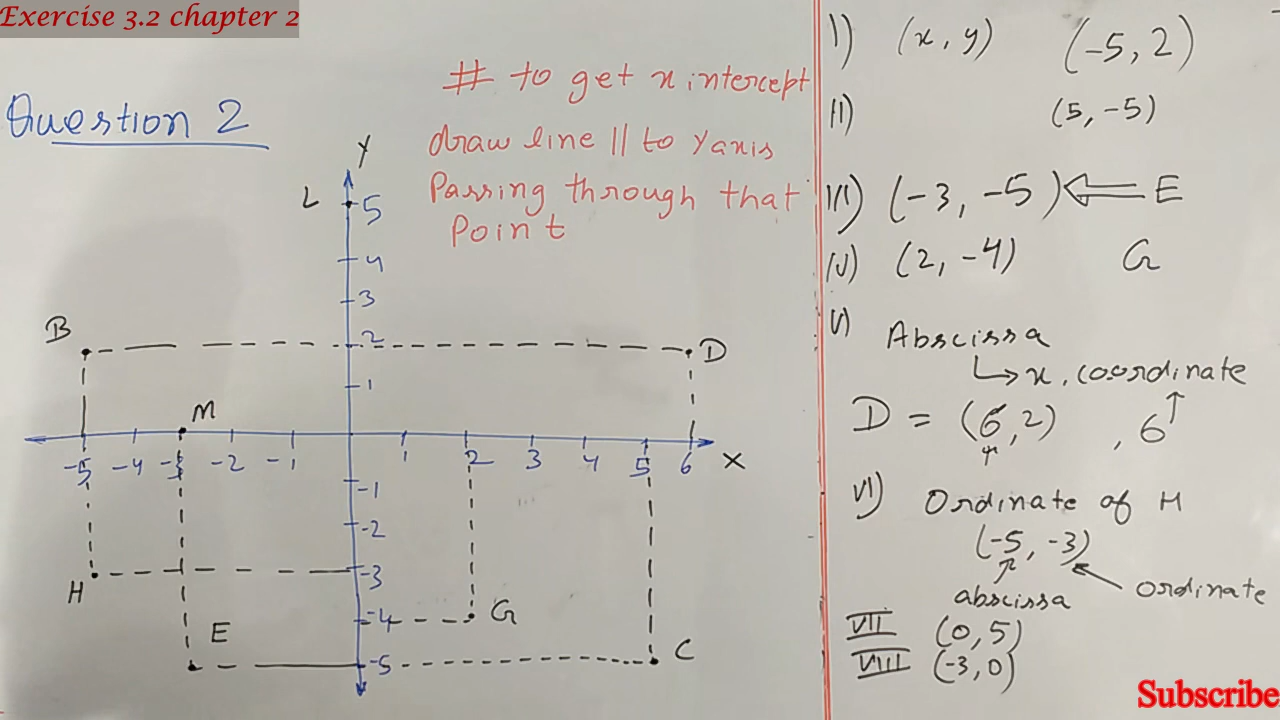 Exercise 3.2 chapter 2
Question 2
# to get x intercept
draw line || to Y axis
Passing through that
Point
Y
L
5
4
3
2
1
B
D
M
-5 -4 -3 -2 -1 1 2 3 4 5 6 X
-1
-2
-3
-4
-5
H
E
G
C
I) (x, y) (-5, 2)
II) (5, -5)
III) (-3, -5) ⇐ E
IV) (2, -4) G
V) Abscissa
↳ x, coordinate
D = (6, 2) , 6
VI) Ordinate of H
(-5, -3)
abscissa ordinate
VII (0, 5)
VIII (-3, 0)
Subscribe